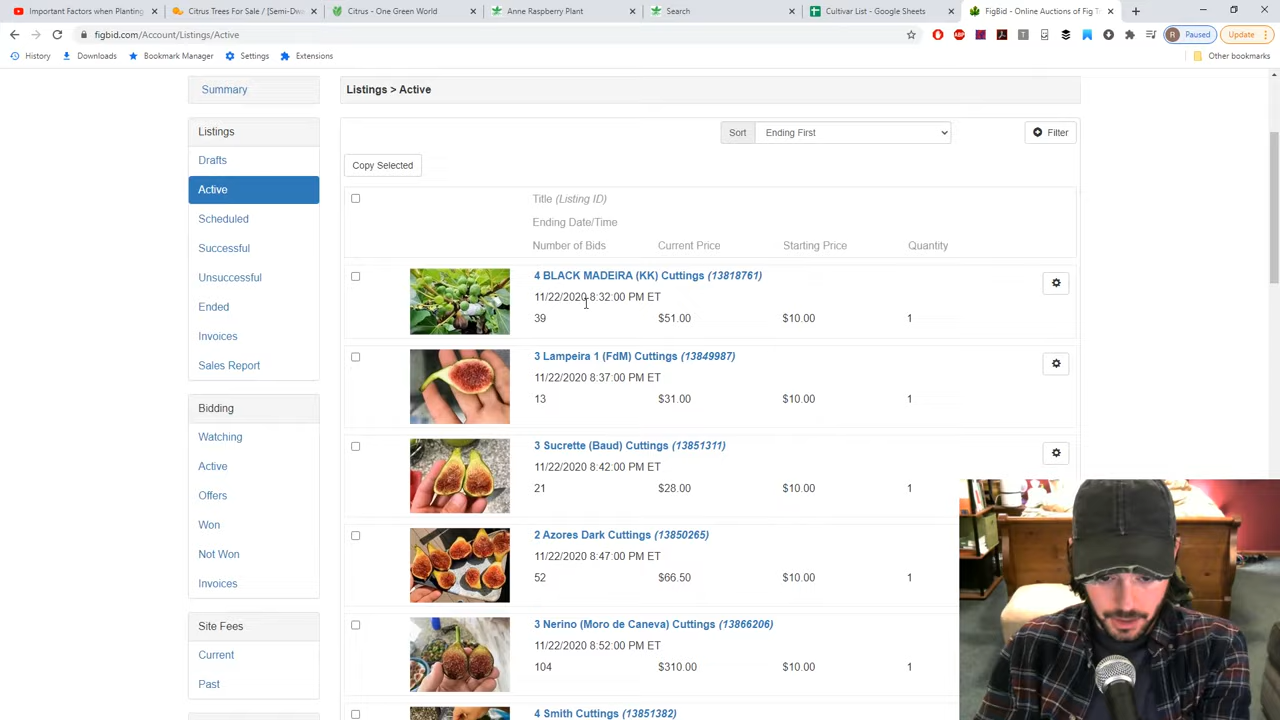 Important Factors when Planting
Citrus Trees For Sale / [Semi-Dwa
Citrus - One Green World
Anne Raspberry Plant
Search
Cultivar List - Google Sheets
FigBid - Online Auctions of Fig T
figbid.com/Account/Listings/Active
R Paused
Update
History
Downloads
Bookmark Manager
Settings
Extensions
Other bookmarks
Summary
Listings
Drafts
Active
Scheduled
Successful
Unsuccessful
Ended
Invoices
Sales Report
Bidding
Watching
Active
Offers
Won
Not Won
Invoices
Site Fees
Current
Past
Listings > Active
Sort Ending First
Filter
Copy Selected
Title (Listing ID)
Ending Date/Time
Number of Bids Current Price Starting Price Quantity
4 BLACK MADEIRA (KK) Cuttings (13818761)
11/22/2020 8:32:00 PM ET
39 $51.00 $10.00 1
3 Lampeira 1 (FdM) Cuttings (13849987)
11/22/2020 8:37:00 PM ET
13 $31.00 $10.00 1
3 Sucrette (Baud) Cuttings (13851311)
11/22/2020 8:42:00 PM ET
21 $28.00 $10.00 1
2 Azores Dark Cuttings (13850265)
11/22/2020 8:47:00 PM ET
52 $66.50 $10.00 1
3 Nerino (Moro de Caneva) Cuttings (13866206)
11/22/2020 8:52:00 PM ET
104 $310.00 $10.00 1
4 Smith Cuttings (13851382)